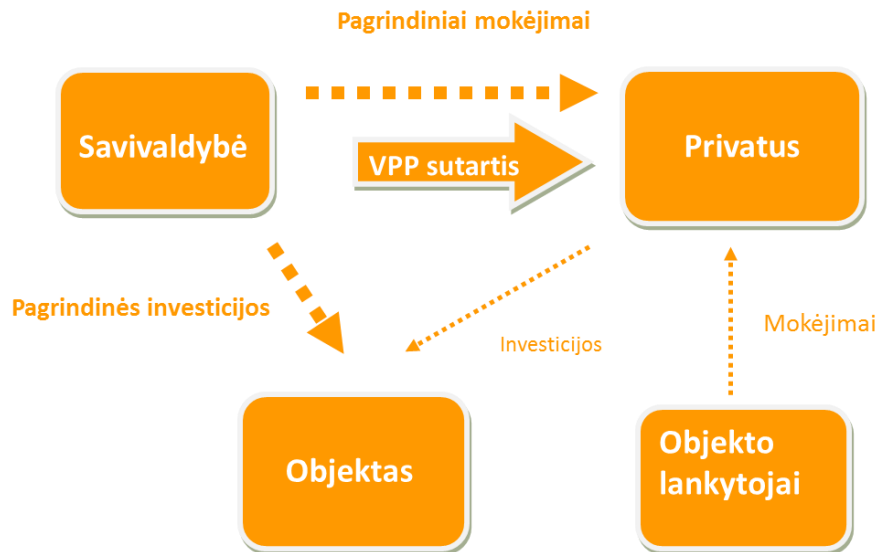 Pagrindiniai mokėjimai
Savivaldybė
VPP sutartis
Privatus
Pagrindinės investicijos
Investicijos
Mokėjimai
Objektas
Objekto
lankytojai